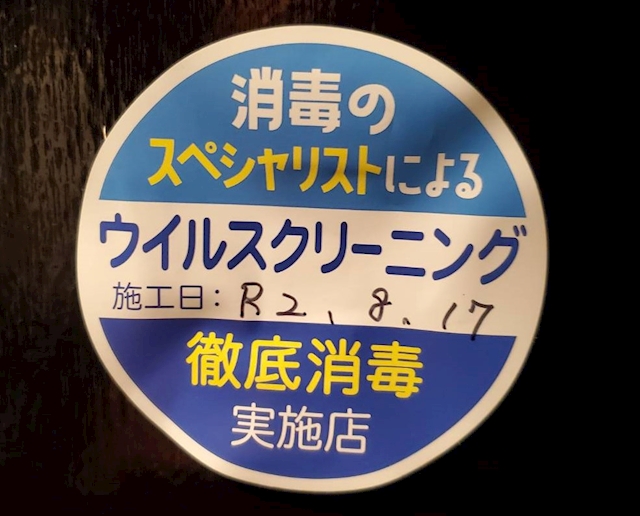 消毒の
スペシャリストによる
ウイルスクリーニング
施工日: R2, 8. 17
徹底消毒
実施店